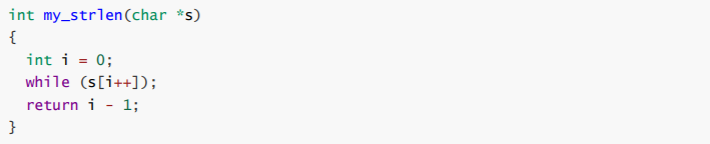 int my_strlen(char *s)
{
  int i = 0;
  while (s[i++]);
  return i - 1;
}